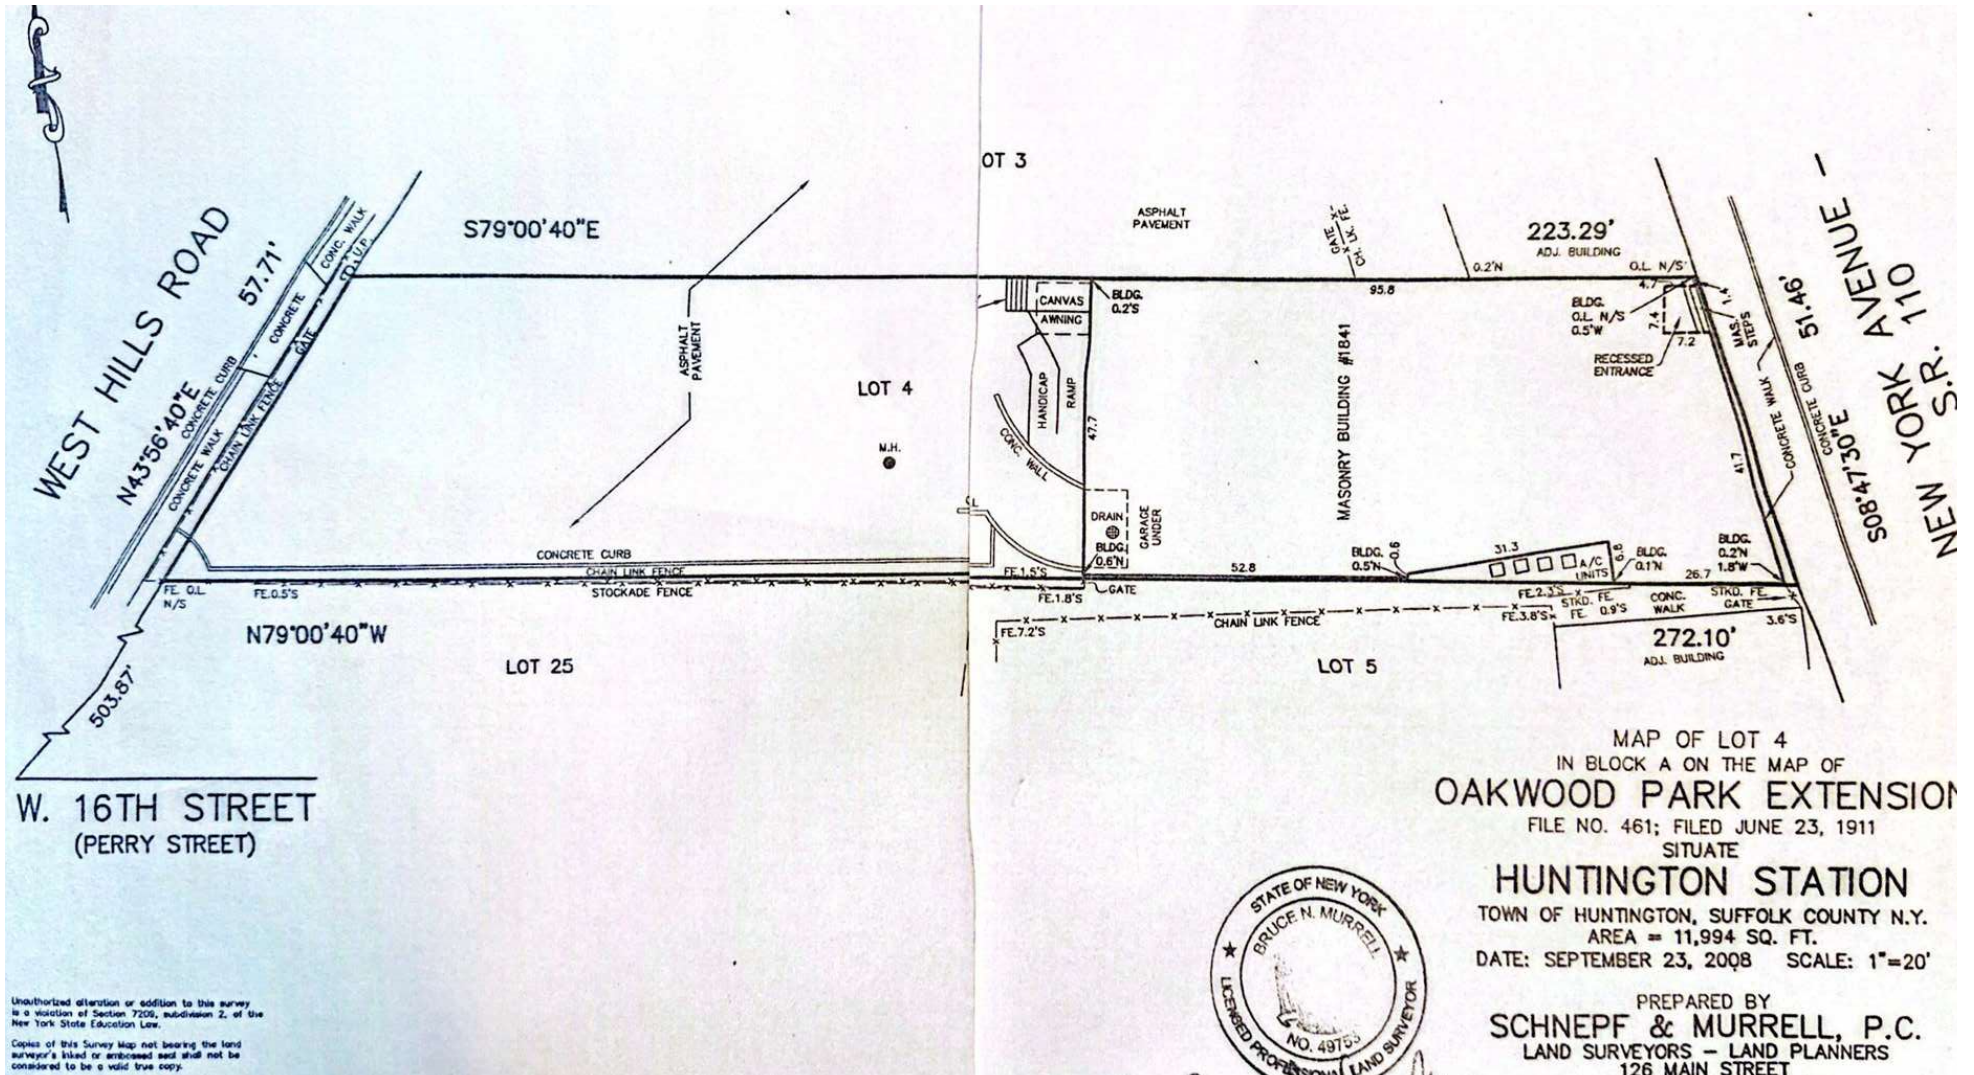 OT 3
S79°00'40"E
ASPHALT
PAVEMENT
GATE
CH. LK. FE.
223.29'
ADJ. BUILDING
0.2'N
O.L. N/S
WEST HILLS ROAD
57.71'
N43°56'40"E
CONC. WALK
U.P.
CONCRETE
GATE
CONCRETE CURB
CONCRETE WALK
CHAIN LINK FENCE
ASPHALT
PAVEMENT
LOT 4
M.H.
CANVAS
AWNING
BLDG.
0.2'S
HANDICAP
RAMP
47.7
CONC. WALL
DRAIN
BLDG.
0.6'N
GARAGE
UNDER
95.8
MASONRY BUILDING #1841
BLDG.
O.L. N/S
0.5'W
4.7
7.4
7.2
1.4
MAS.
STEPS
RECESSED
ENTRANCE
41.7
CONCRETE WALK
CONCRETE CURB
51.46'
S08°47'30"E
NEW YORK AVENUE -
S.R. 110
CONCRETE CURB
CHAIN LINK FENCE
STOCKADE FENCE
FE. O.L.
N/S
FE.0.5'S
FE.1.5'S
FE.1.8'S
GATE
52.8
BLDG.
0.5'N
0.6
31.3
6.8
A/C
UNITS
BLDG.
0.1'N
26.7
BLDG.
0.2'N
1.8'W
FE.7.2'S
CHAIN LINK FENCE
FE.3.8'S
FE.2.3'S
STKD. FE.
FE. 0.9'S
CONC.
WALK
STKD. FE.
GATE
3.6'S
272.10'
ADJ. BUILDING
N79°00'40"W
LOT 25
LOT 5
503.87'
W. 16TH STREET
(PERRY STREET)
MAP OF LOT 4
IN BLOCK A ON THE MAP OF
OAKWOOD PARK EXTENSION
FILE NO. 461; FILED JUNE 23, 1911
SITUATE
HUNTINGTON STATION
TOWN OF HUNTINGTON, SUFFOLK COUNTY N.Y.
AREA = 11,994 SQ. FT.
DATE: SEPTEMBER 23, 2008 SCALE: 1"=20'
PREPARED BY
SCHNEPF & MURRELL, P.C.
LAND SURVEYORS - LAND PLANNERS
126 MAIN STREET
STATE OF NEW YORK
BRUCE N. MURRELL
NO. 49753
LICENSED PROFESSIONAL LAND SURVEYOR
Unauthorized alteration or addition to this survey
is a violation of Section 7209, subdivision 2, of the
New York State Education Law.
Copies of this Survey Map not bearing the land
surveyor's inked or embossed seal shall not be
considered to be a valid true copy.